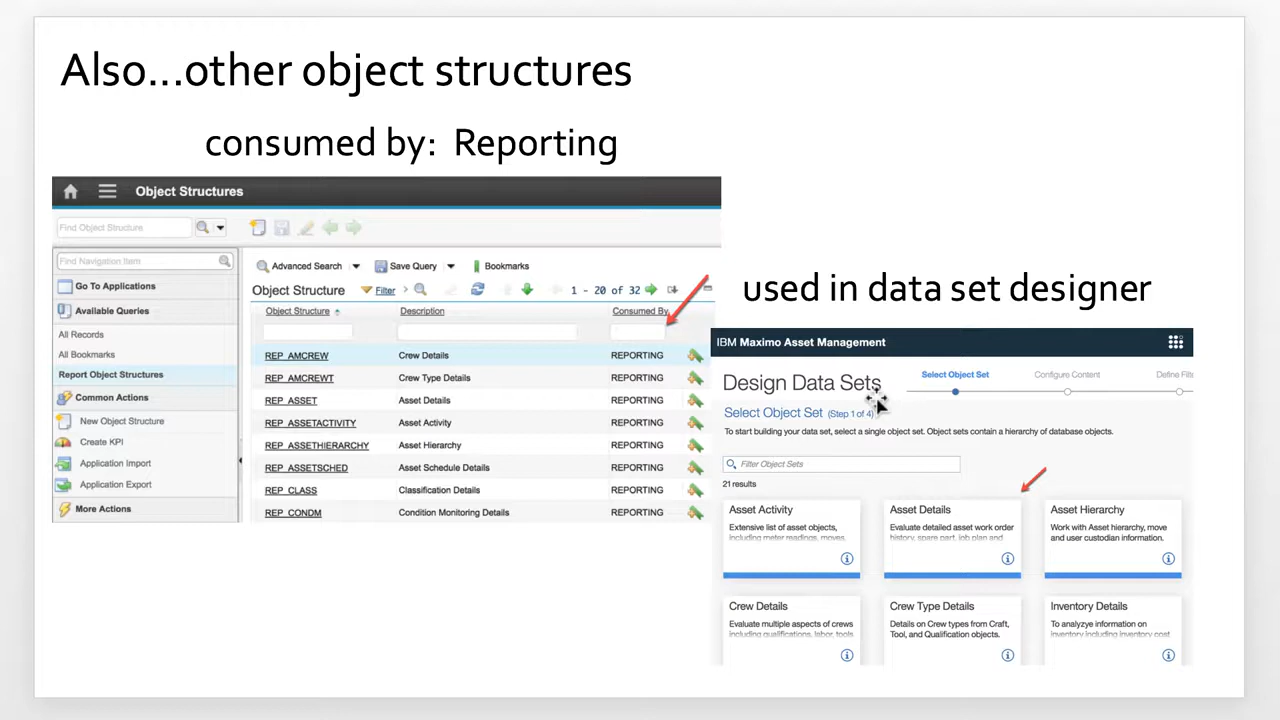 Also...other object structures
consumed by: Reporting
Object Structures
Find Object Structure
Find Navigation Item
Go To Applications
Available Queries
All Records
All Bookmarks
Report Object Structures
Common Actions
New Object Structure
Create KPI
Application Import
Application Export
More Actions
Advanced Search Save Query Bookmarks
Object Structure Filter 1 - 20 of 32
Object Structure Description Consumed By
REP_AMCREW Crew Details REPORTING
REP_AMCREWT Crew Type Details REPORTING
REP_ASSET Asset Details REPORTING
REP_ASSETACTIVITY Asset Activity REPORTING
REP_ASSETHIERARCHY Asset Hierarchy REPORTING
REP_ASSETSCHED Asset Schedule Details REPORTING
REP_CLASS Classification Details REPORTING
REP_CONDM Condition Monitoring Details REPORTING
used in data set designer
IBM Maximo Asset Management
Design Data Sets
Select Object Set Configure Content Define Filt
Select Object Set (Step 1 of 4)
To start building your data set, select a single object set. Object sets contain a hierarchy of database objects.
Filter Object Sets
21 results
Asset Activity
Extensive list of asset objects,
including meter readings, moves,
Asset Details
Evaluate detailed asset work order
history, spare part, job plan and
Asset Hierarchy
Work with Asset hierarchy, move
and user custodian information.
Crew Details
Evaluate multiple aspects of crews
including qualifications, labor, tools
Crew Type Details
Details on Crew types from Craft,
Tool, and Qualification objects.
Inventory Details
To analyzye information on
inventory including inventory cost